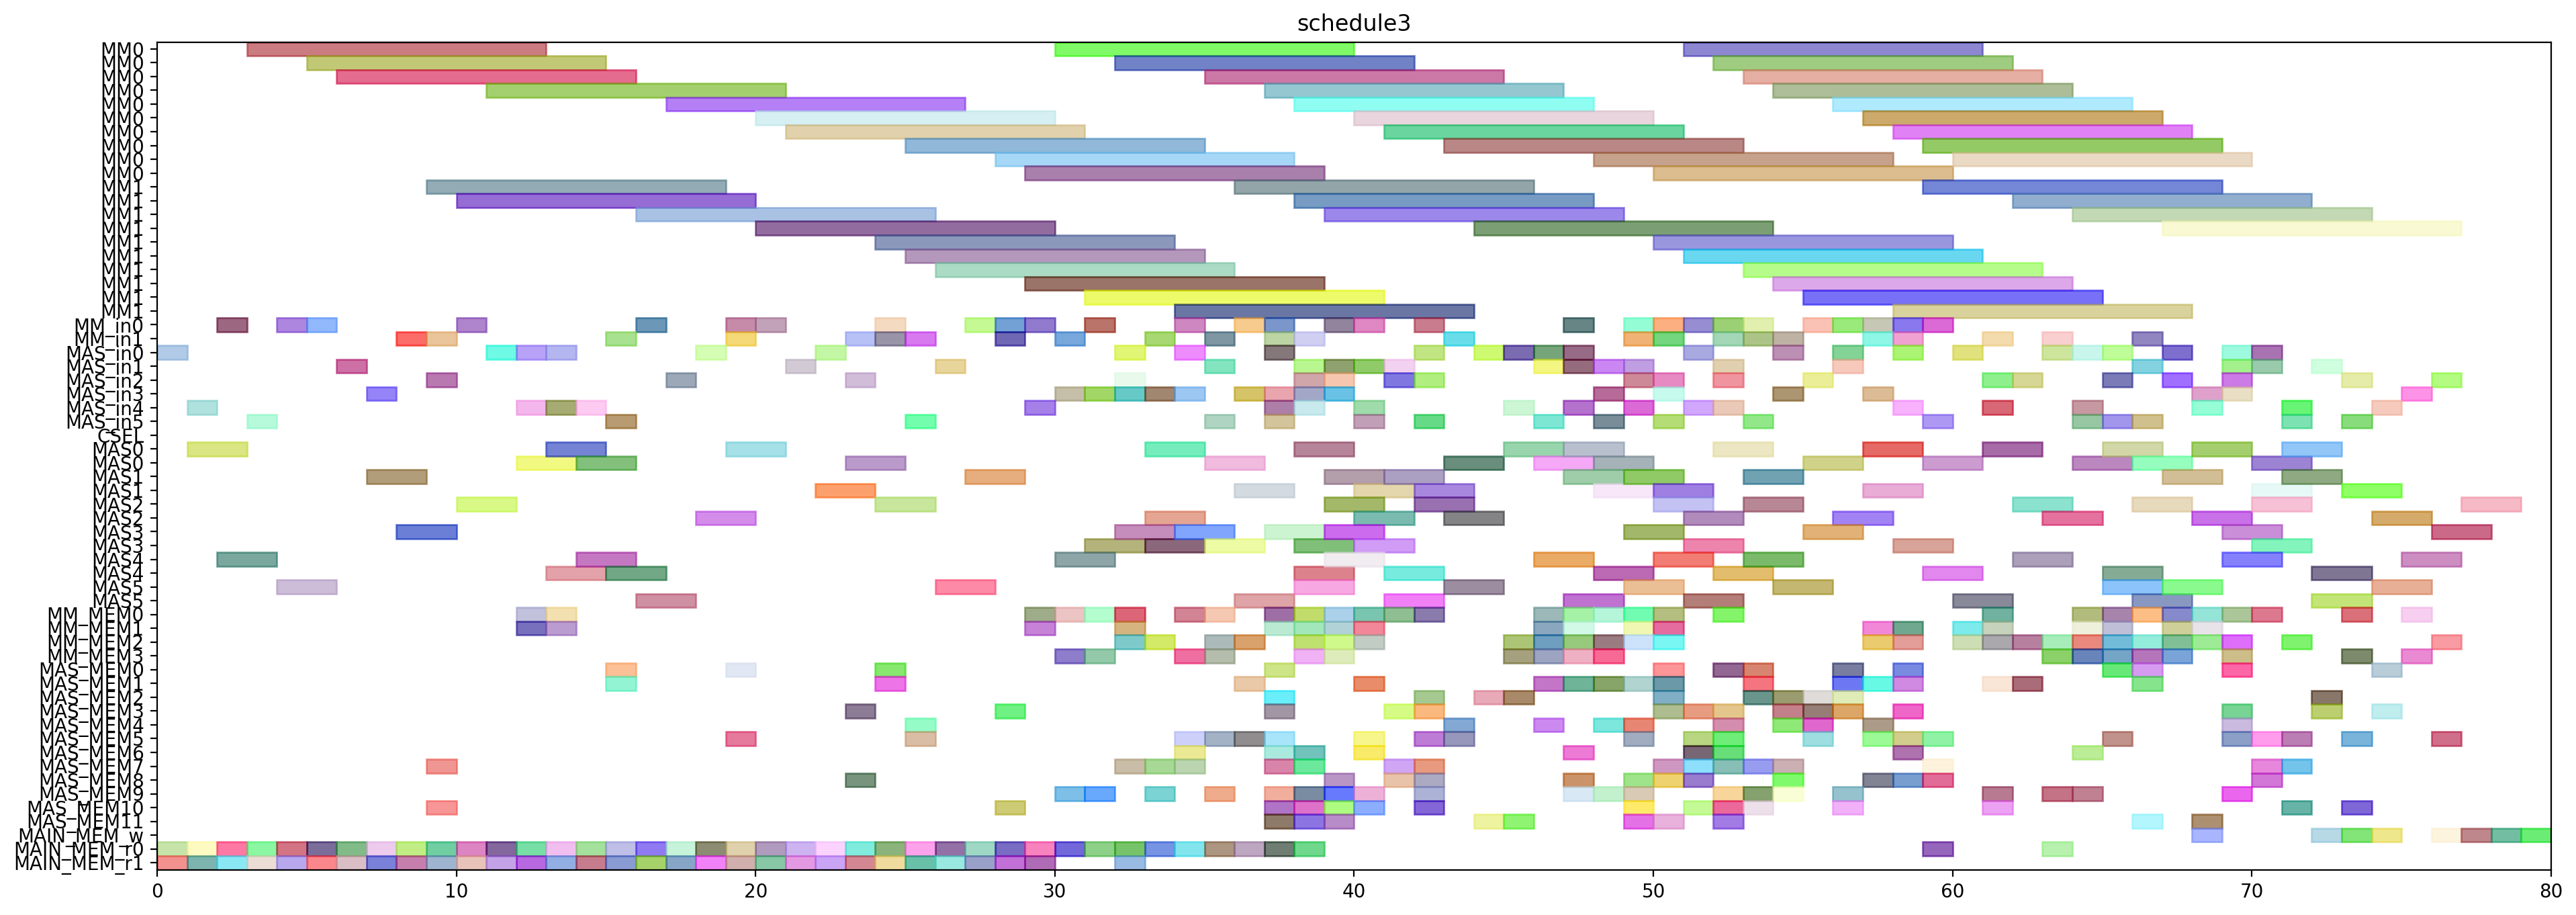 schedule3
MM0
MM0
MM0
MM0
MM0
MM0
MM0
MM0
MM0
MM0
MM1
MM1
MM1
MM1
MM1
MM1
MM1
MM1
MM1
MM1
MM_in0
MM_in1
MAS_in0
MAS_in1
MAS_in2
MAS_in3
MAS_in4
MAS_in5
CSEL
MAS0
MAS0
MAS1
MAS1
MAS2
MAS2
MAS3
MAS3
MAS4
MAS4
MAS5
MAS5
MM_MEM0
MM_MEM1
MM_MEM2
MM_MEM3
MAS_MEM0
MAS_MEM1
MAS_MEM2
MAS_MEM3
MAS_MEM4
MAS_MEM5
MAS_MEM6
MAS_MEM7
MAS_MEM8
MAS_MEM9
MAS_MEM10
MAS_MEM11
MAIN_MEM_w
MAIN_MEM_r0
MAIN_MEM_r1
0 10 20 30 40 50 60 70 80